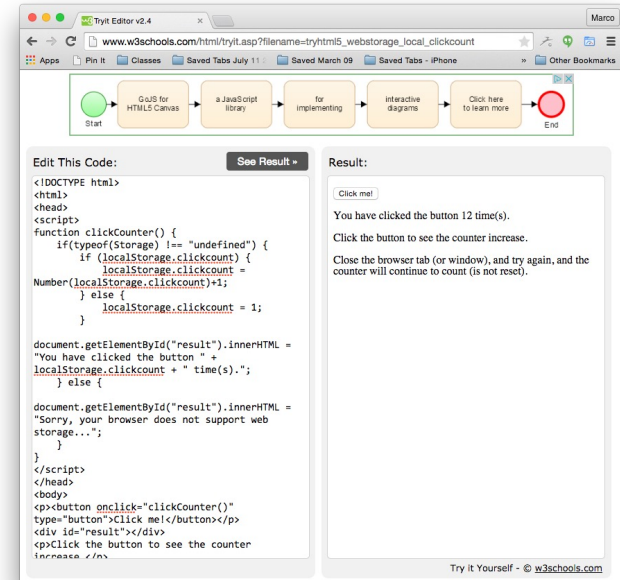 Tryit Editor v2.4
Marco
www.w3schools.com/html/tryit.asp?filename=tryhtml5_webstorage_local_clickcount
Apps Pin It Classes Saved Tabs July 11 Saved March 09 Saved Tabs - iPhone » Other Bookmarks
Start
GoJS for
HTML5 Canvas
a JavaScript
library
for
implementing
interactive
diagrams
Click here
to learn more
End
Edit This Code:
See Result »
<!DOCTYPE html>
<html>
<head>
<script>
function clickCounter() {
    if(typeof(Storage) !== "undefined") {
        if (localStorage.clickcount) {
            localStorage.clickcount =
Number(localStorage.clickcount)+1;
        } else {
            localStorage.clickcount = 1;
        }

document.getElementById("result").innerHTML =
"You have clicked the button " +
localStorage.clickcount + " time(s).";
    } else {

document.getElementById("result").innerHTML =
"Sorry, your browser does not support web
storage...";
    }
}
</script>
</head>
<body>
<p><button onclick="clickCounter()"
type="button">Click me!</button></p>
<div id="result"></div>
<p>Click the button to see the counter
increase.</p>
Result:
Click me!
You have clicked the button 12 time(s).
Click the button to see the counter increase.
Close the browser tab (or window), and try again, and the
counter will continue to count (is not reset).
Try it Yourself - © w3schools.com